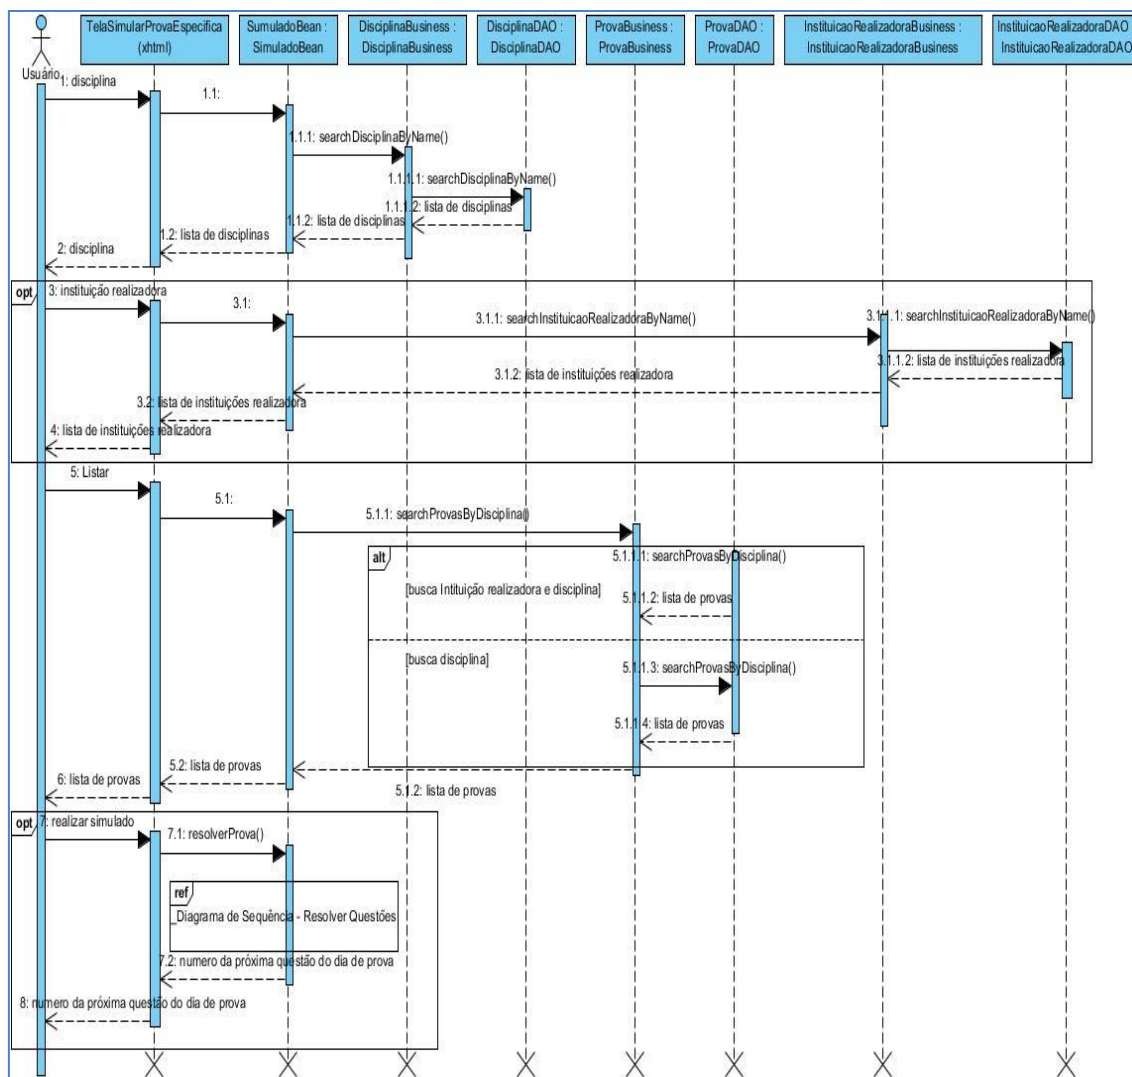 TelaSimularProvaEspecifica
(xhtml)
SumuladoBean :
SimuladoBean
DisciplinaBusiness :
DisciplinaBusiness
DisciplinaDAO :
DisciplinaDAO
ProvaBusiness :
ProvaBusiness
ProvaDAO :
ProvaDAO
InstituicaoRealizadoraBusiness :
InstituicaoRealizadoraBusiness
InstituicaoRealizadoraDAO :
InstituicaoRealizadoraDAO
Usuário
1: disciplina
1.1:
1.1.1: searchDisciplinaByName()
1.1.1.1: searchDisciplinaByName()
1.1.1.2: lista de disciplinas
1.1.2: lista de disciplinas
1.2: lista de disciplinas
2: disciplina
opt
3: instituição realizadora
3.1:
3.1.1: searchInstituicaoRealizadoraByName()
3.1.1.1: searchInstituicaoRealizadoraByName()
3.1.1.2: lista de instituições realizadora
3.1.2: lista de instituições realizadora
3.2: lista de instituições realizadora
4: lista de instituições realizadora
5: Listar
5.1:
5.1.1: searchProvasByDisciplina()
alt
5.1.1.1: searchProvasByDisciplina()
[busca Intituição realizadora e disciplina]
5.1.1.2: lista de provas
[busca disciplina]
5.1.1.3: searchProvasByDisciplina()
5.1.1.4: lista de provas
5.2: lista de provas
6: lista de provas
5.1.2: lista de provas
opt
7: realizar simulado
7.1: resolverProva()
ref
_Diagrama de Sequência - Resolver Questões
7.2: numero da próxima questão do dia de prova
8: numero da próxima questão do dia de prova